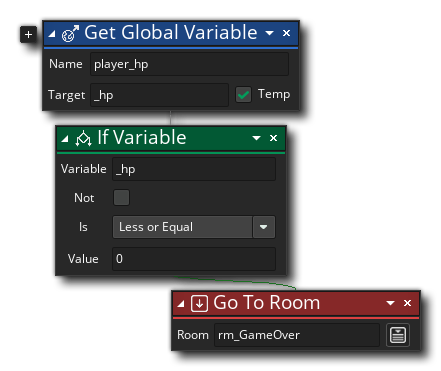 Get Global Variable
Name player_hp
Target _hp Temp
If Variable
Variable _hp
Not
Is Less or Equal
Value 0
Go To Room
Room rm_GameOver